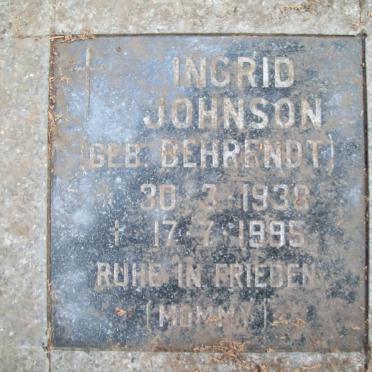 INGRID
JOHNSON
(GEB. BEHRENDT)
* 30·3·1938
† 17·7·1995
RUHE IN FRIEDEN
(MOMMY)